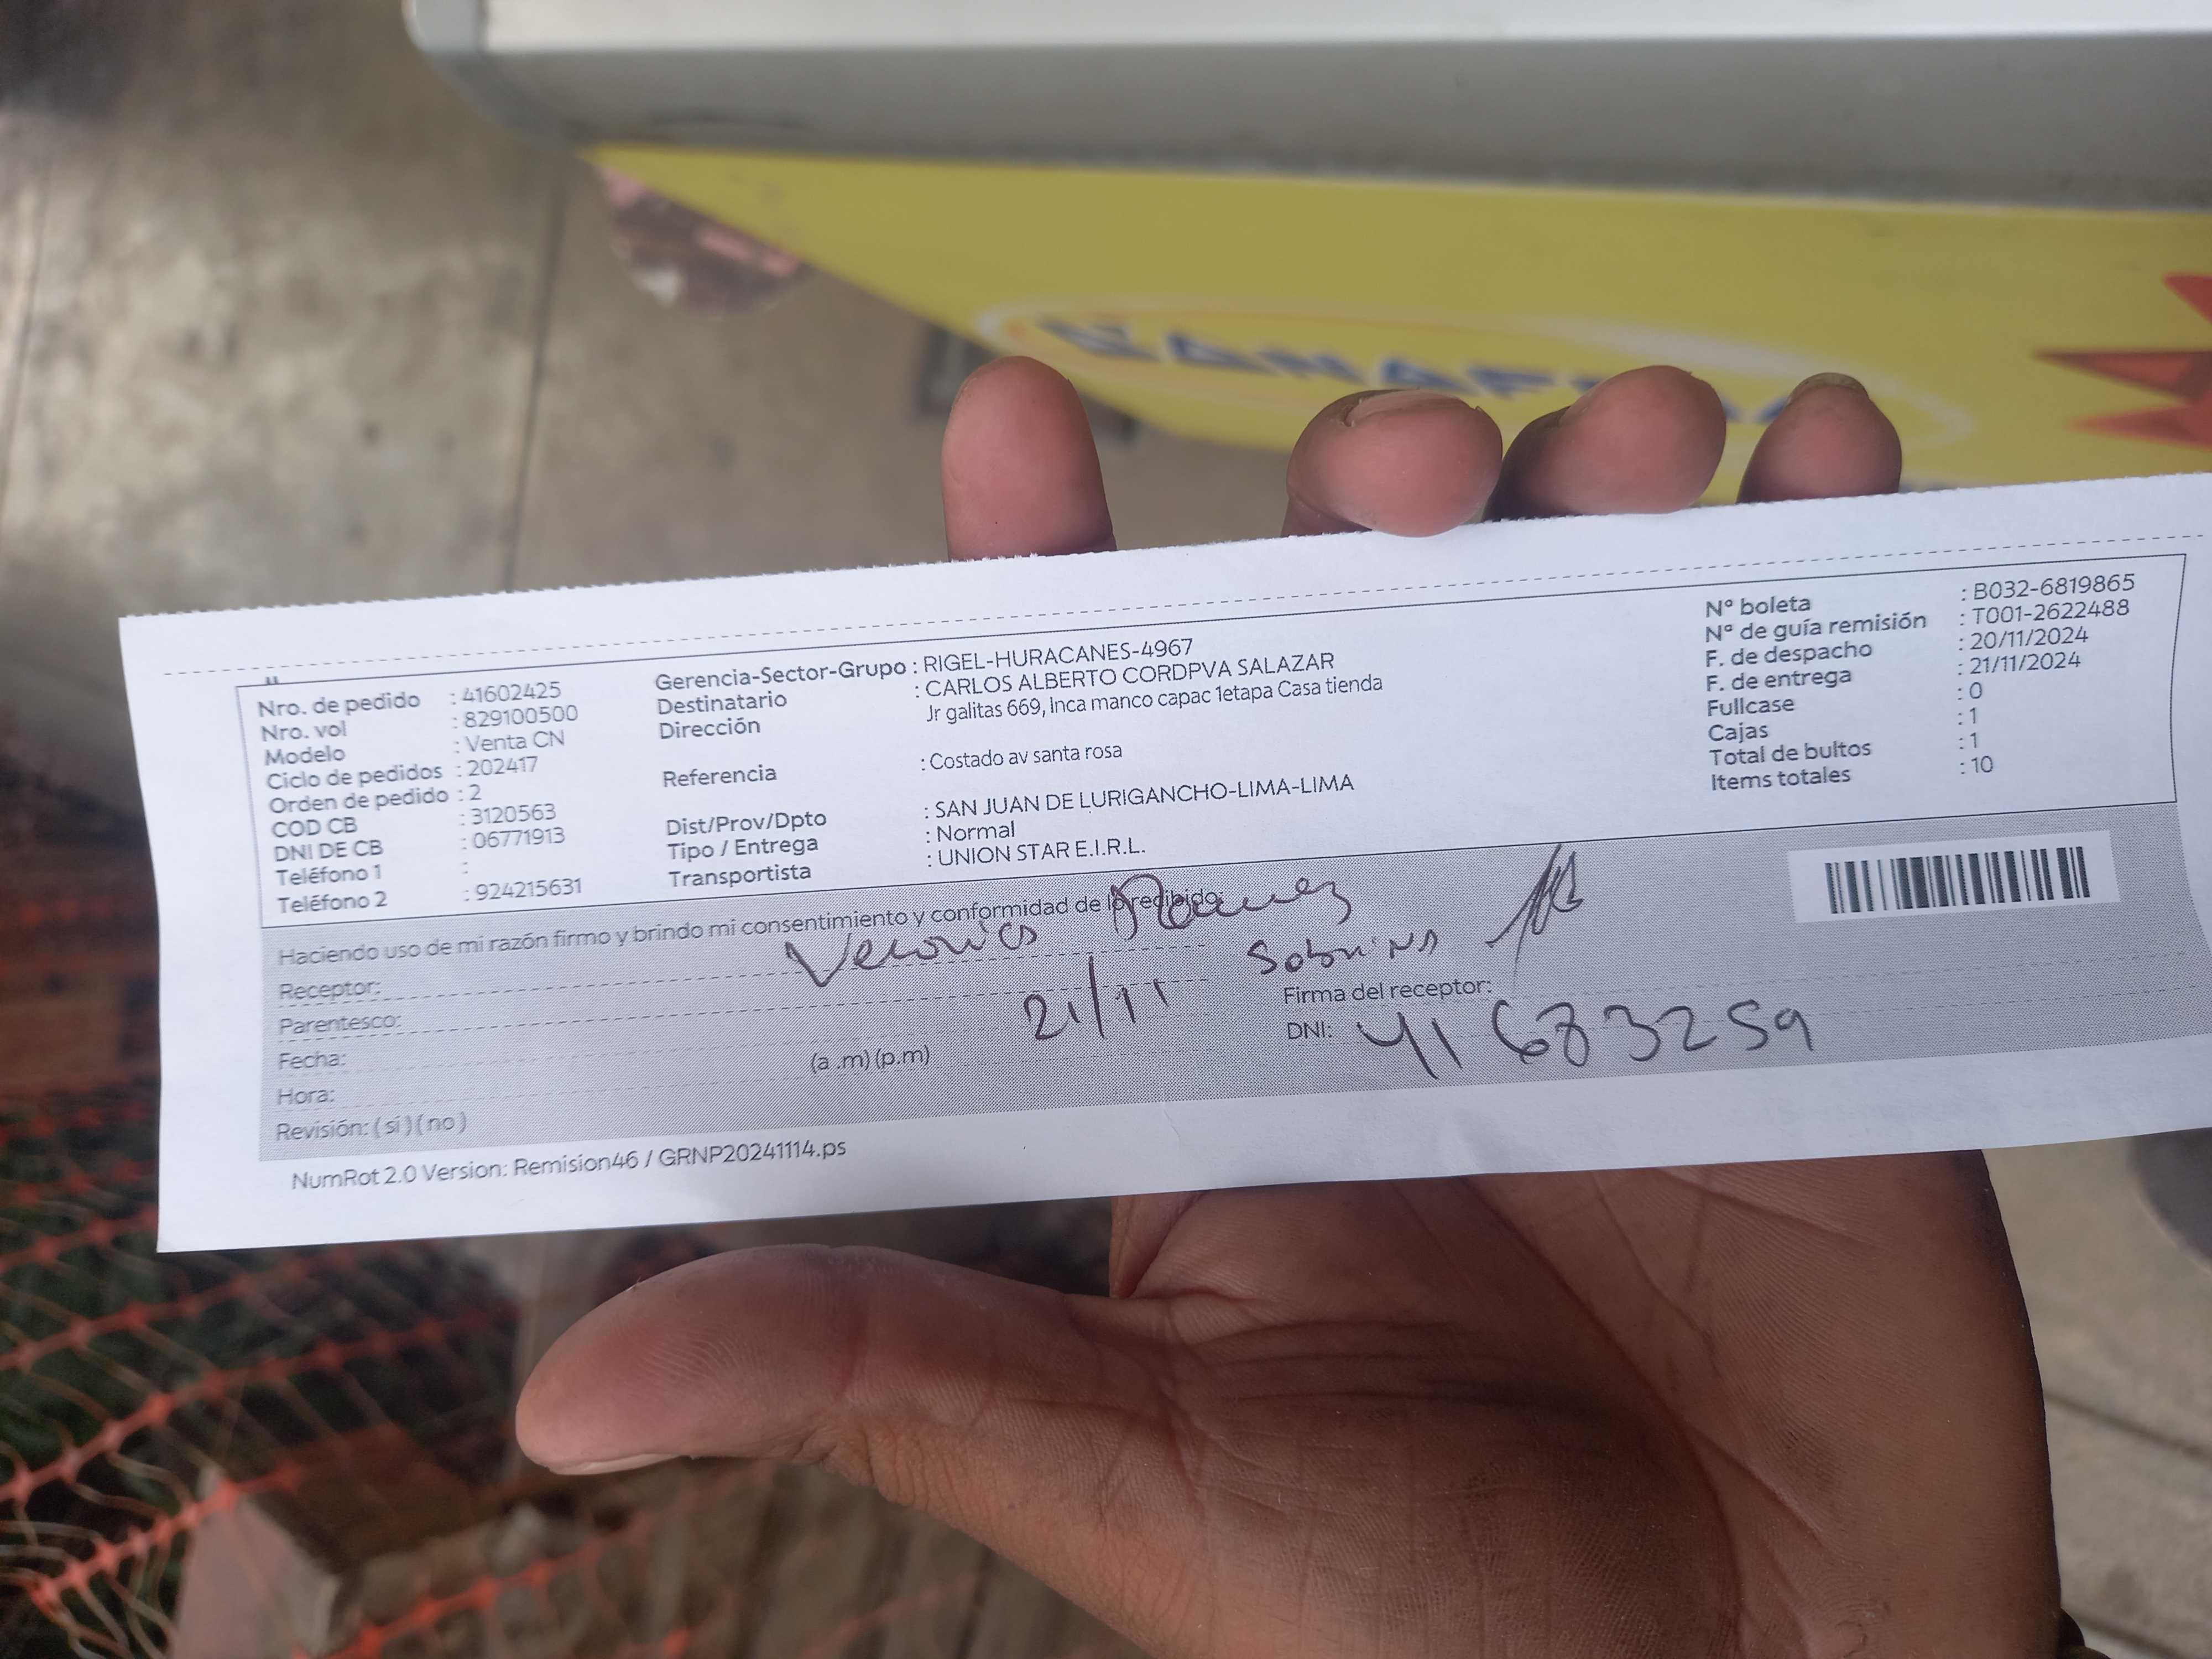 Nro. de pedido : 41602425
Nro. vol : 829100500
Modelo : Venta CN
Ciclo de pedidos : 202417
Orden de pedido : 2
COD CB : 3120563
DNI DE CB : 06771913
Teléfono 1 :
Teléfono 2 : 924215631
Gerencia-Sector-Grupo : RIGEL-HURACANES-4967
Destinatario : CARLOS ALBERTO CORDPVA SALAZAR
Dirección Jr galitas 669, Inca manco capac 1etapa Casa tienda
Referencia : Costado av santa rosa
Dist/Prov/Dpto : SAN JUAN DE LURIGANCHO-LIMA-LIMA
Tipo / Entrega : Normal
Transportista : UNION STAR E.I.R.L.
N° boleta : B032-6819865
N° de guía remisión : T001-2622488
F. de despacho : 20/11/2024
F. de entrega : 21/11/2024
Fullcase : 0
Cajas : 1
Total de bultos : 1
Items totales : 10
Haciendo uso de mi razón firmo y brindo mi consentimiento y conformidad de lo recibido:
Receptor: Veronica
Parentesco: Sobrina
Fecha: 21/11
Firma del receptor:
Hora: (a .m) (p.m)
DNI: 41683259
Revisión: ( sí ) ( no )
NumRot 2.0 Version: Remision46 / GRNP20241114.ps